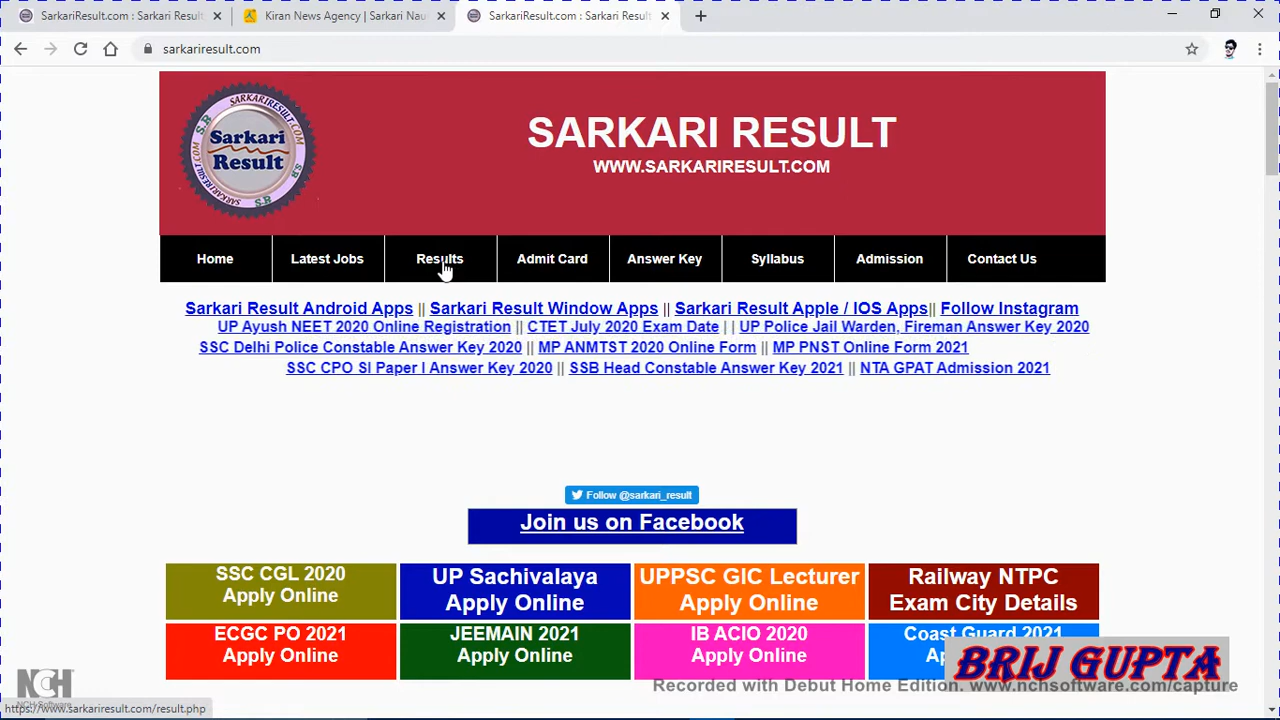 SarkariResult.com : Sarkari Result
Kiran News Agency | Sarkari Nau
SarkariResult.com : Sarkari Result
sarkariresult.com
SARKARIRESULT.COM
S.R
Sarkari
Result
S.R
SARKARI RESULT
WWW.SARKARIRESULT.COM
Home
Latest Jobs
Results
Admit Card
Answer Key
Syllabus
Admission
Contact Us
Sarkari Result Android Apps || Sarkari Result Window Apps || Sarkari Result Apple / IOS Apps|| Follow Instagram
UP Ayush NEET 2020 Online Registration || CTET July 2020 Exam Date | | UP Police Jail Warden, Fireman Answer Key 2020
SSC Delhi Police Constable Answer Key 2020 || MP ANMTST 2020 Online Form || MP PNST Online Form 2021
SSC CPO SI Paper I Answer Key 2020 || SSB Head Constable Answer Key 2021 || NTA GPAT Admission 2021
Follow @sarkari_result
Join us on Facebook
SSC CGL 2020
Apply Online
UP Sachivalaya
Apply Online
UPPSC GIC Lecturer
Apply Online
Railway NTPC
Exam City Details
ECGC PO 2021
Apply Online
JEEMAIN 2021
Apply Online
IB ACIO 2020
Apply Online
Coast Guard 2021
BRIJ GUPTA
NCH
NCH Software
Recorded with Debut Home Edition. www.nchsoftware.com/capture
https://www.sarkariresult.com/result.php